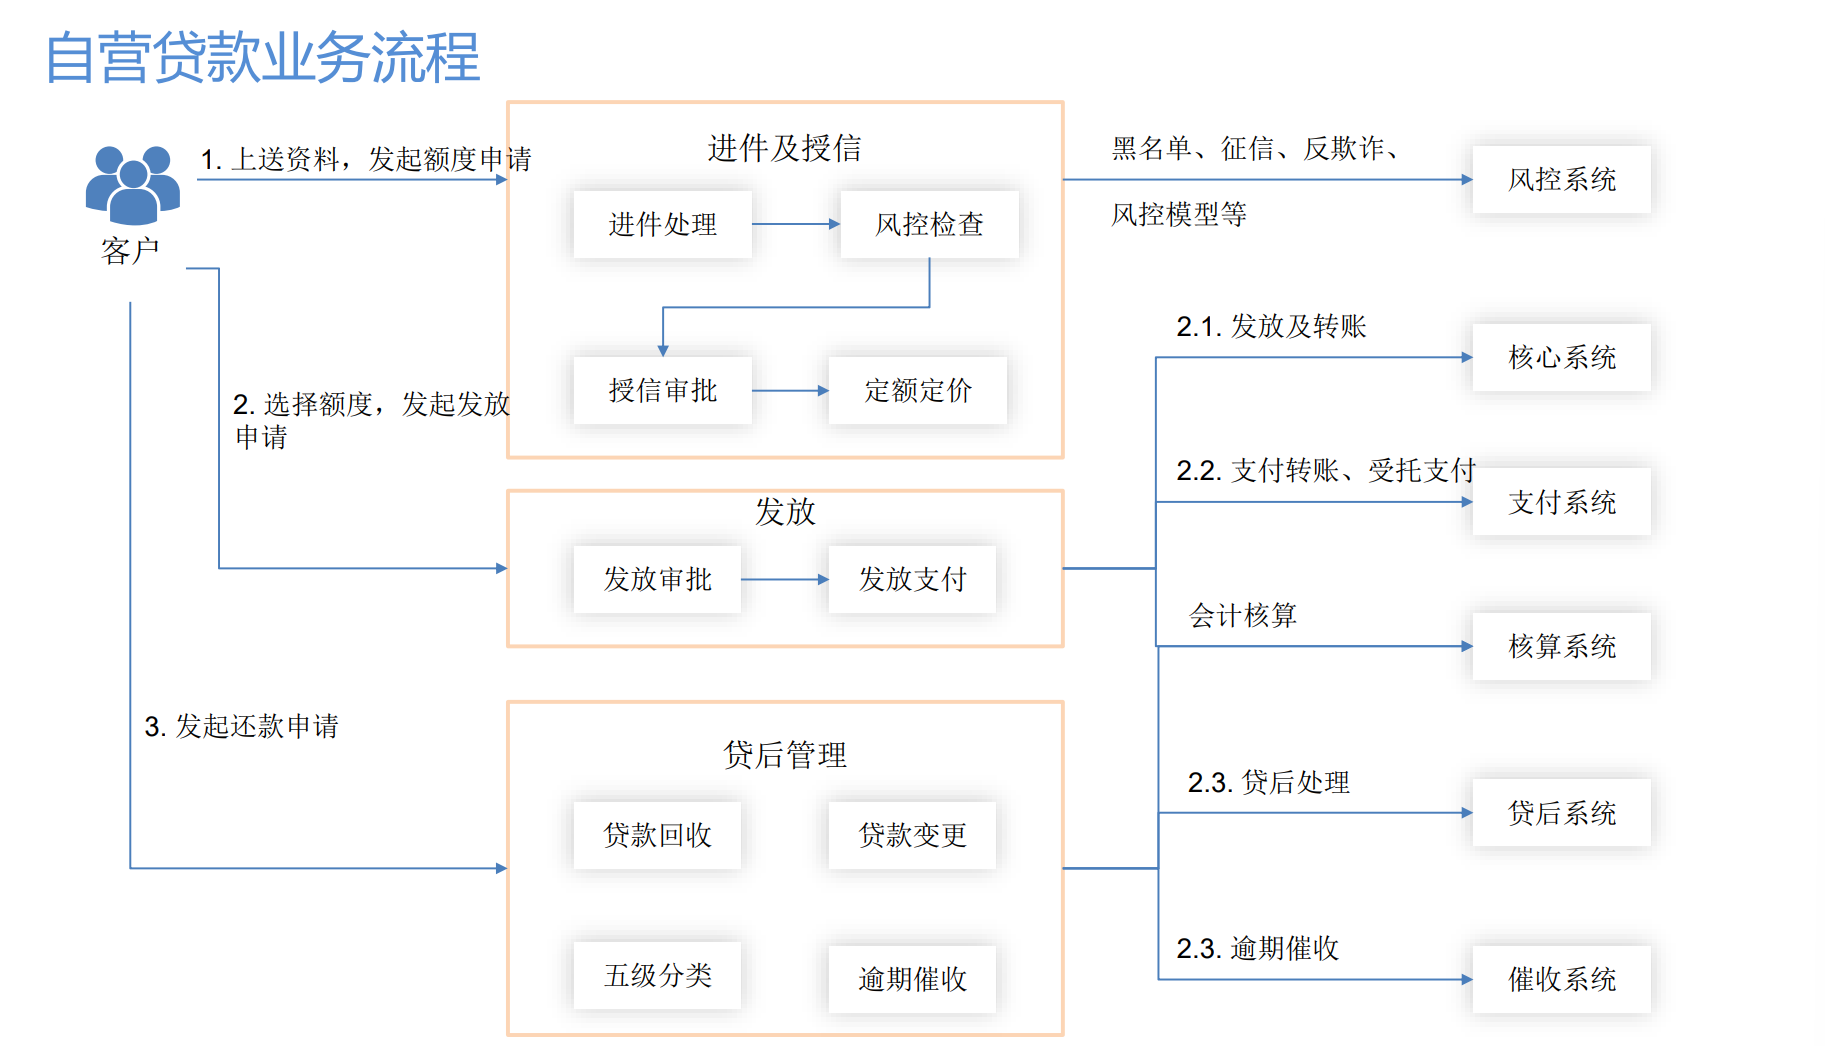 自营贷款业务流程
客户
1. 上送资料，发起额度申请
进件及授信
进件处理
风控检查
授信审批
定额定价
黑名单、征信、反欺诈、
风控模型等
风控系统
2. 选择额度，发起发放
申请
发放
发放审批
发放支付
2.1. 发放及转账
核心系统
2.2. 支付转账、受托支付
支付系统
会计核算
核算系统
3. 发起还款申请
贷后管理
贷款回收
贷款变更
五级分类
逾期催收
2.3. 贷后处理
贷后系统
2.3. 逾期催收
催收系统